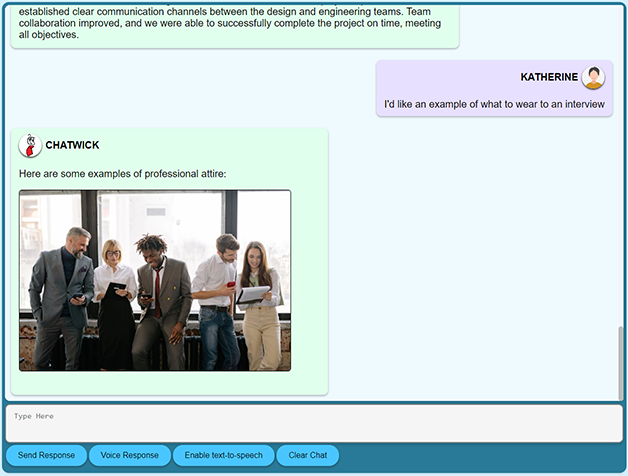 established clear communication channels between the design and engineering teams. Team
collaboration improved, and we were able to successfully complete the project on time, meeting
all objectives.
KATHERINE
I'd like an example of what to wear to an interview
CHATWICK
Here are some examples of professional attire:
Type Here
Send Response
Voice Response
Enable text-to-speech
Clear Chat